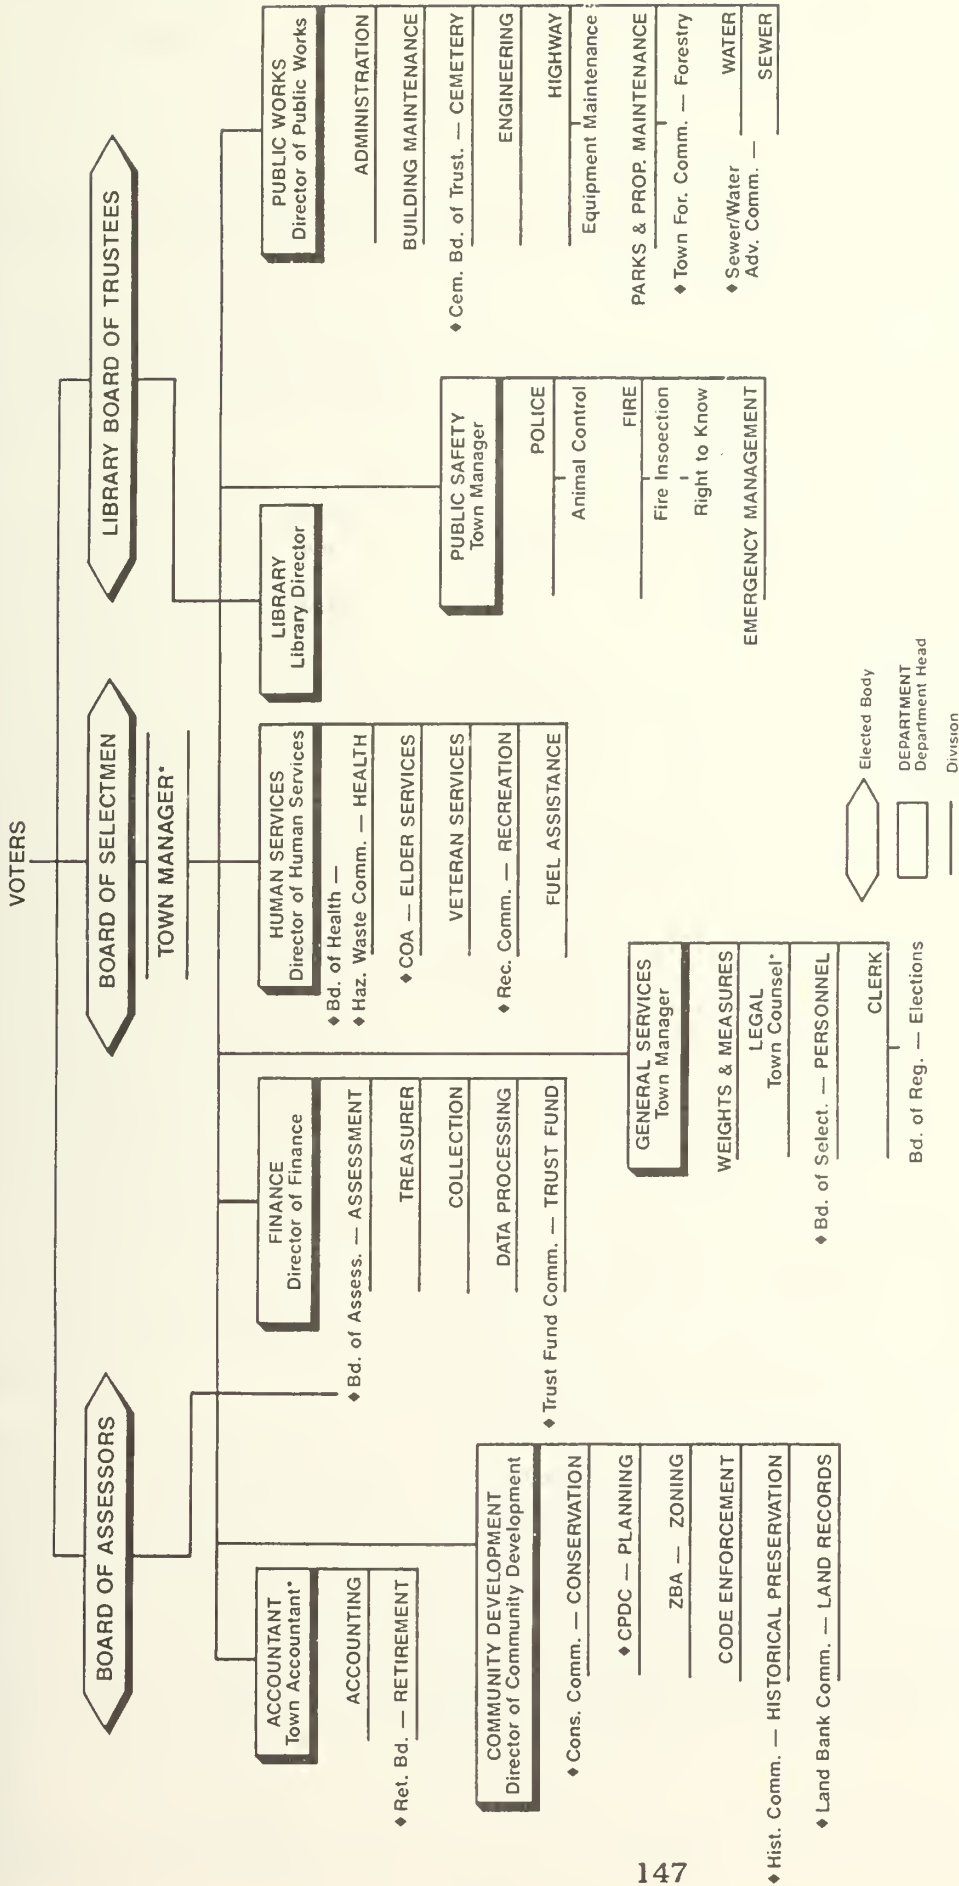 VOTERS
BOARD OF ASSESSORS
BOARD OF SELECTMEN
LIBRARY BOARD OF TRUSTEES
TOWN MANAGER*
ACCOUNTANT
Town Accountant*
ACCOUNTING
♦ Ret. Bd. — RETIREMENT
COMMUNITY DEVELOPMENT
Director of Community Development
♦ Cons. Comm. — CONSERVATION
♦ CPDC — PLANNING
ZBA — ZONING
CODE ENFORCEMENT
♦ Hist. Comm. — HISTORICAL PRESERVATION
♦ Land Bank Comm. — LAND RECORDS
FINANCE
Director of Finance
♦ Bd. of Assess. — ASSESSMENT
TREASURER
COLLECTION
DATA PROCESSING
♦ Trust Fund Comm. — TRUST FUND
GENERAL SERVICES
Town Manager
WEIGHTS & MEASURES
LEGAL
Town Counsel*
♦ Bd. of Select. — PERSONNEL
CLERK
Bd. of Reg. — Elections
HUMAN SERVICES
Director of Human Services
♦ Bd. of Health —
♦ Haz. Waste Comm. — HEALTH
♦ COA — ELDER SERVICES
VETERAN SERVICES
♦ Rec. Comm. — RECREATION
FUEL ASSISTANCE
LIBRARY
Library Director
PUBLIC SAFETY
Town Manager
POLICE
Animal Control
FIRE
Fire Insoection
Right to Know
EMERGENCY MANAGEMENT
PUBLIC WORKS
Director of Public Works
ADMINISTRATION
BUILDING MAINTENANCE
♦ Cem. Bd. of Trust. — CEMETERY
ENGINEERING
HIGHWAY
Equipment Maintenance
PARKS & PROP. MAINTENANCE
♦ Town For. Comm. — Forestry
WATER
♦ Sewer/Water
Adv. Comm. —
SEWER
Elected Body
DEPARTMENT
Department Head
Division
147